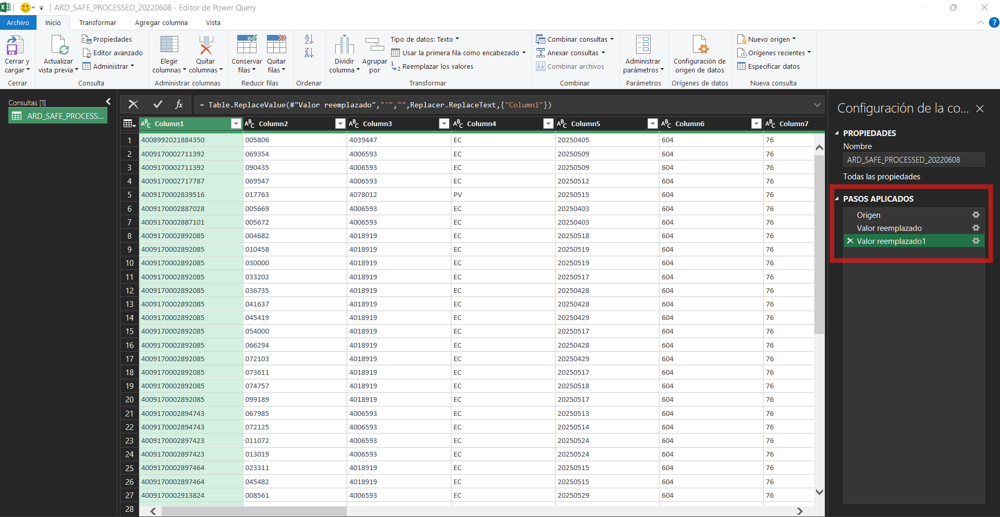 ARD_SAFE_PROCESSED_20220608 - Editor de Power Query
Archivo Inicio Transformar Agregar columna Vista
Cerrar y cargar
Cerrar
Actualizar vista previa
Propiedades
Editor avanzado
Administrar
Consulta
Elegir columnas
Quitar columnas
Administrar columnas
Conservar filas
Quitar filas
Reducir filas
Ordenar
Dividir columna
Agrupar por
Tipo de datos: Texto
Usar la primera fila como encabezado
Reemplazar los valores
Transformar
Combinar consultas
Anexar consultas
Combinar archivos
Combinar
Administrar parámetros
Parámetros
Configuración de origen de datos
Orígenes de datos
Nuevo origen
Orígenes recientes
Especificar datos
Nueva consulta
Consultas [1]
ARD_SAFE_PROCESS...
fx = Table.ReplaceValue(#"Valor reemplazado","'","",Replacer.ReplaceText,{"Column1"})
Column1 Column2 Column3 Column4 Column5 Column6 Column7
1 4008992021884350 005806 4039447 EC 20250405 604 76
2 4009170002711392 069354 4006593 EC 20250509 604 76
3 4009170002711392 090435 4006593 EC 20250509 604 76
4 4009170002717787 069547 4006593 EC 20250512 604 76
5 4009170002839516 017763 4078012 PV 20250515 604 76
6 4009170002887028 005669 4006593 EC 20250403 604 76
7 4009170002887101 005672 4006593 EC 20250403 604 76
8 4009170002892085 004682 4018919 EC 20250518 604 76
9 4009170002892085 010458 4018919 EC 20250519 604 76
10 4009170002892085 030000 4018919 EC 20250519 604 76
11 4009170002892085 033202 4018919 EC 20250517 604 76
12 4009170002892085 036735 4018919 EC 20250428 604 76
13 4009170002892085 041637 4018919 EC 20250428 604 76
14 4009170002892085 045419 4018919 EC 20250429 604 76
15 4009170002892085 054000 4018919 EC 20250517 604 76
16 4009170002892085 066294 4018919 EC 20250428 604 76
17 4009170002892085 072103 4018919 EC 20250429 604 76
18 4009170002892085 073611 4018919 EC 20250517 604 76
19 4009170002892085 074757 4018919 EC 20250518 604 76
20 4009170002892085 099189 4018919 EC 20250517 604 76
21 4009170002894743 067985 4006593 EC 20250513 604 76
22 4009170002894743 072125 4006593 EC 20250514 604 76
23 4009170002897423 011072 4006593 EC 20250524 604 76
24 4009170002897423 013019 4006593 EC 20250524 604 76
25 4009170002897464 023311 4018919 EC 20250515 604 76
26 4009170002897464 045482 4018919 EC 20250515 604 76
27 4009170002913824 008561 4006593 EC 20250529 604 76
28
Configuración de la co...
PROPIEDADES
Nombre
ARD_SAFE_PROCESSED_20220608
Todas las propiedades
PASOS APLICADOS
Origen
Valor reemplazado
Valor reemplazado1